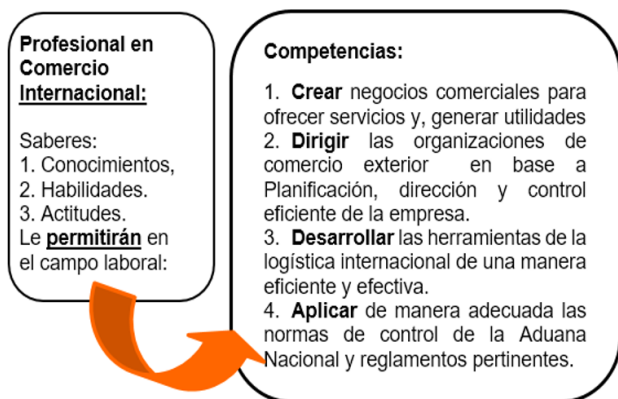 Profesional en
Comercio
Internacional:
Saberes:
1. Conocimientos,
2. Habilidades.
3. Actitudes.
Le permitirán en
el campo laboral:
Competencias:
1. Crear negocios comerciales para
ofrecer servicios y, generar utilidades
2. Dirigir las organizaciones de
comercio exterior en base a
Planificación, dirección y control
eficiente de la empresa.
3. Desarrollar las herramientas de la
logística internacional de una manera
eficiente y efectiva.
4. Aplicar de manera adecuada las
normas de control de la Aduana
Nacional y reglamentos pertinentes.